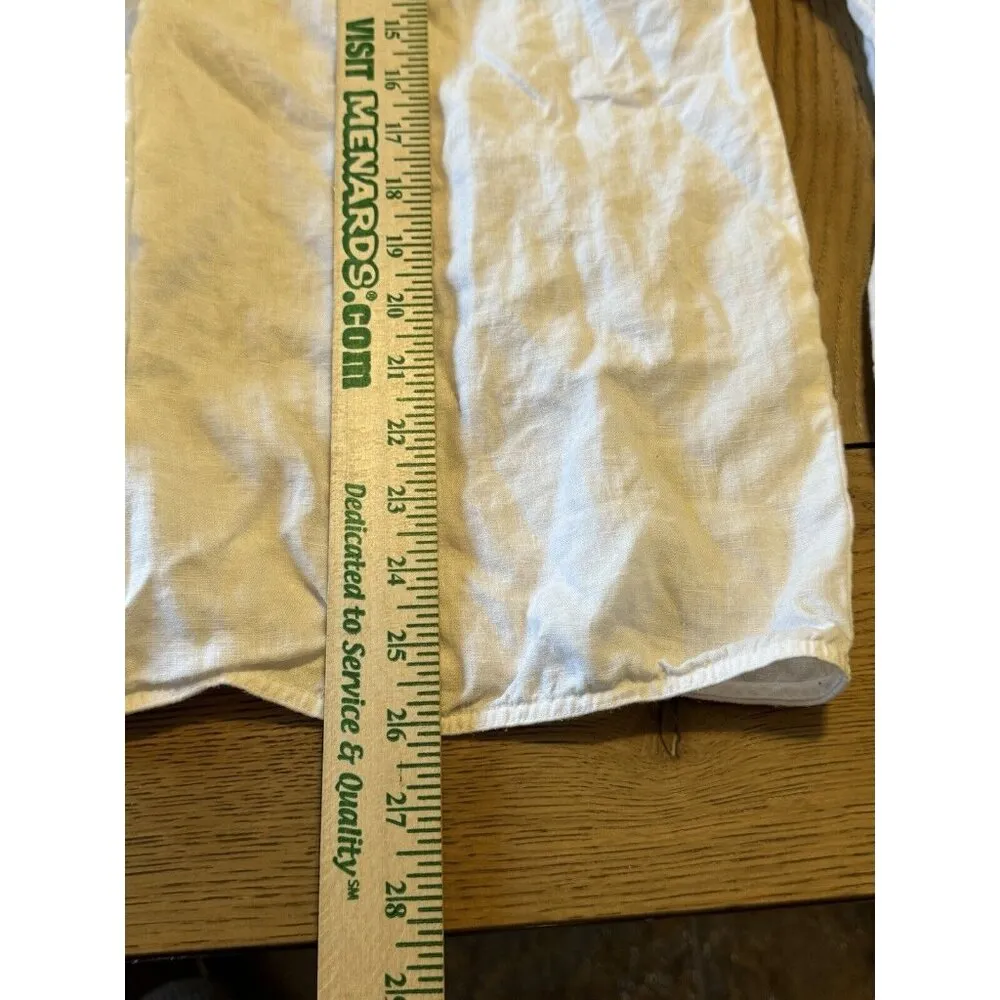 VISIT MENARDS®.com
Dedicated to Service & Quality℠
15 16 17 18 19 20 21 22 23 24 25 26 27 28